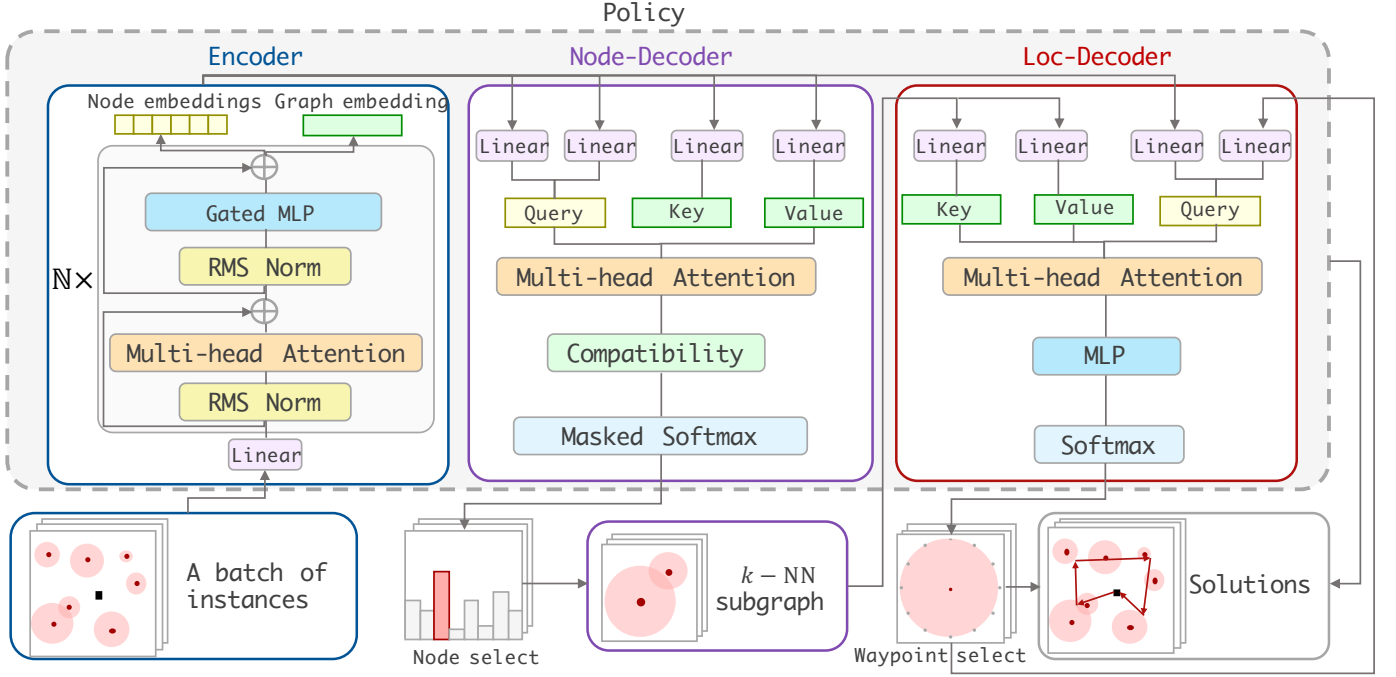 Policy
Encoder
Node-Decoder
Loc-Decoder
Node embeddings
Graph embedding
Gated MLP
RMS Norm
ℕ×
Multi-head Attention
RMS Norm
Linear
Linear
Linear
Linear
Linear
Query
Key
Value
Multi-head Attention
Compatibility
Masked Softmax
Linear
Linear
Linear
Linear
Key
Value
Query
Multi-head Attention
MLP
Softmax
A batch of
instances
Node select
k – NN
subgraph
Waypoint select
Solutions